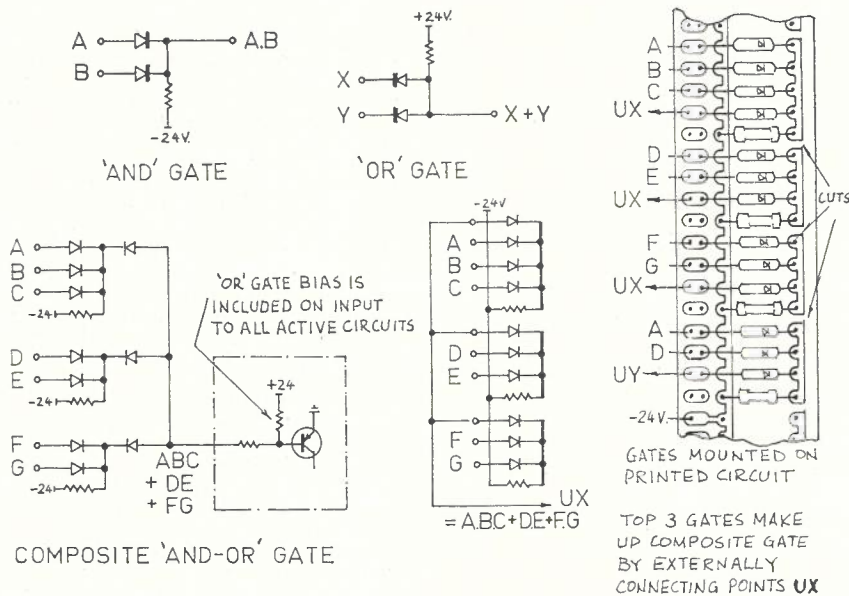 A
B
A.B
-24V.
'AND' GATE
+24V.
X
Y
X+Y
'OR' GATE
A
B
C
-24
D
E
-24
F
G
-24
ABC
+ DE
+ FG
'OR' GATE BIAS IS
INCLUDED ON INPUT
TO ALL ACTIVE CIRCUITS
+24
COMPOSITE 'AND-OR' GATE
-24V
A
B
C
D
E
F
G
UX
= A.B.C+D.E+F.G
A
B
C
UX
D
E
UX
F
G
UX
A
D
UY
-24V.
CUTS
GATES MOUNTED ON
PRINTED CIRCUIT
TOP 3 GATES MAKE
UP COMPOSITE GATE
BY EXTERNALLY
CONNECTING POINTS UX